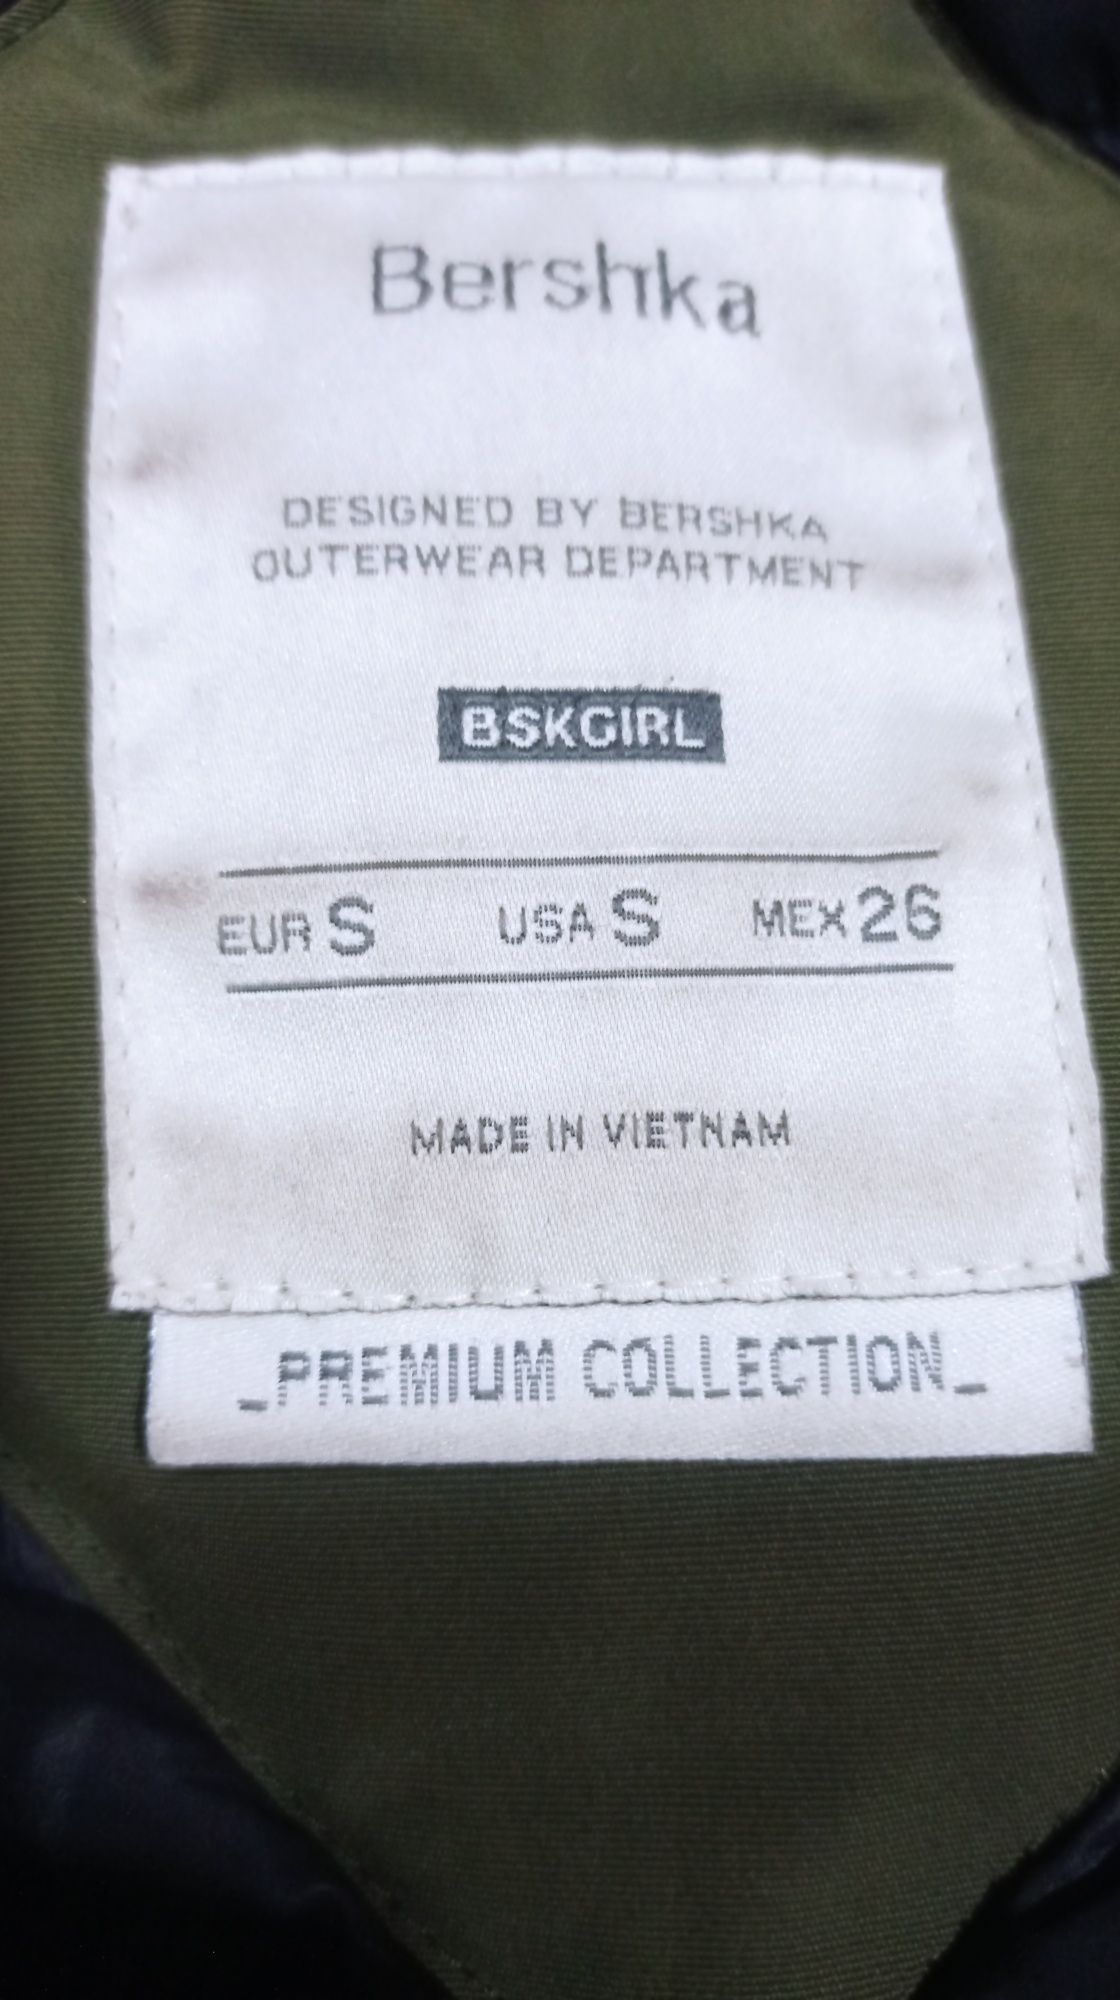 Bershka
DESIGNED BY BERSHKA
OUTERWEAR DEPARTMENT
BSKGIRL
EUR S USA S MEX 26
MADE IN VIETNAM
_PREMIUM COLLECTION_